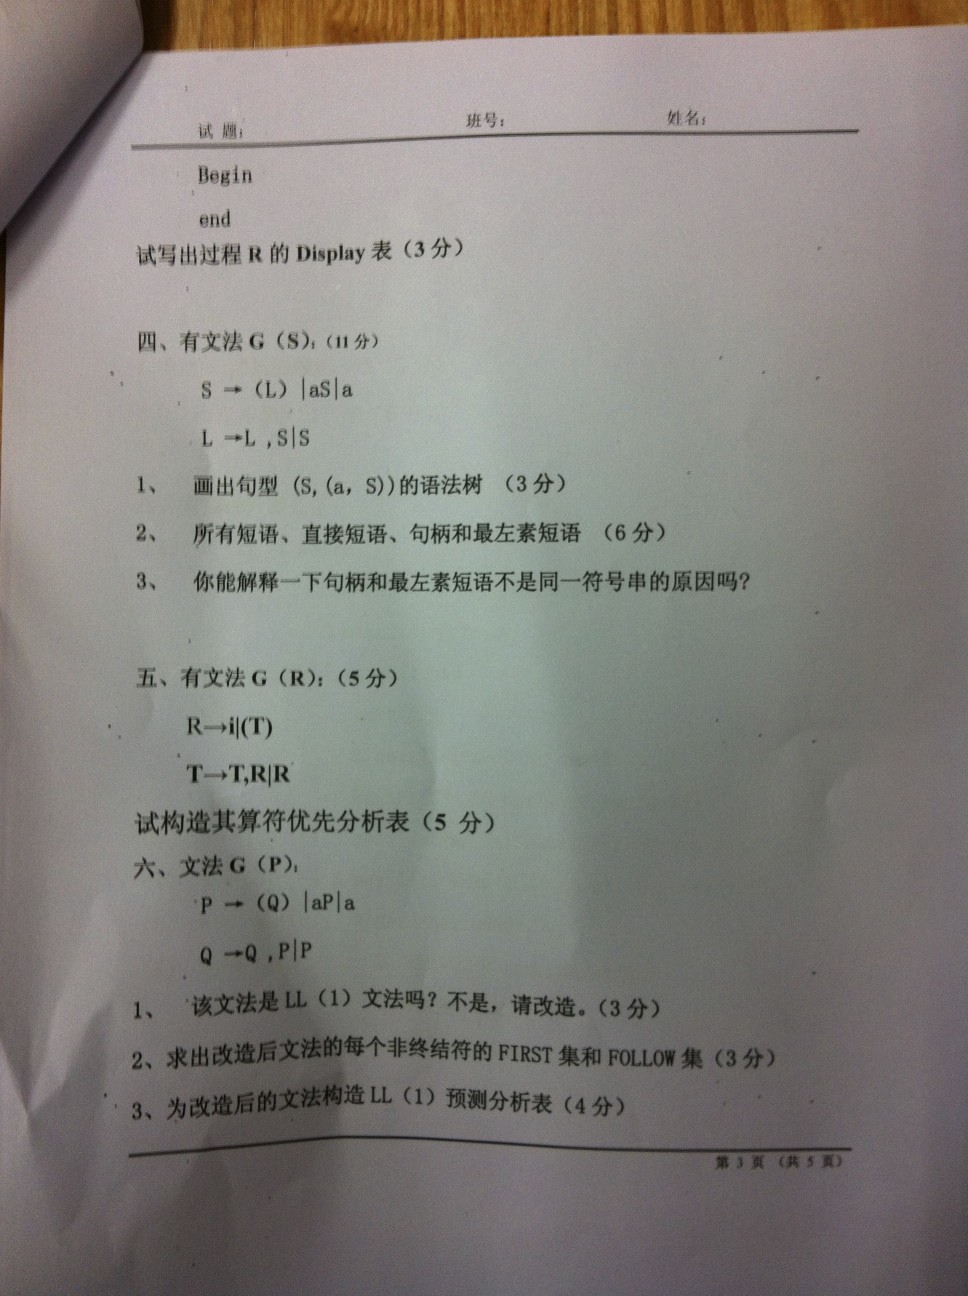 试 题: 班号: 姓名:
Begin
end
试写出过程 R 的 Display 表（3 分）
四、有文法 G（S）:（11 分）
S →（L）|aS|a
L →L ,S|S
1、 画出句型 (S,(a, S))的语法树 （3 分）
2、 所有短语、直接短语、句柄和最左素短语 （6 分）
3、 你能解释一下句柄和最左素短语不是同一符号串的原因吗?
五、有文法 G（R）:（5 分）
R→i|(T)
T→T,R|R
试构造其算符优先分析表（5 分）
六、文法 G（P）:
P →（Q）|aP|a
Q →Q ,P|P
1、 该文法是 LL（1）文法吗? 不是，请改造。（3 分）
2、求出改造后文法的每个非终结符的 FIRST 集和 FOLLOW 集（3 分）
3、为改造后的文法构造 LL（1）预测分析表（4 分）
第 3 页 （共 5 页）